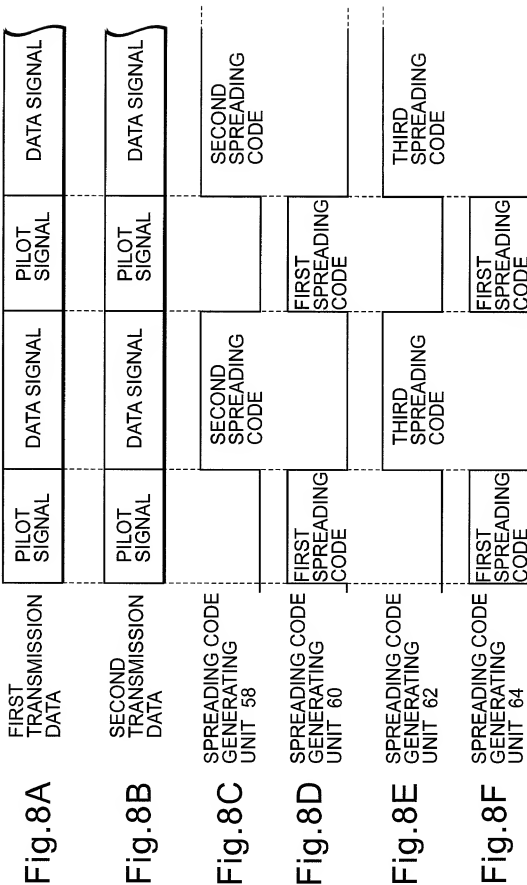 Fig.8A
FIRST
TRANSMISSION
DATA
PILOT
SIGNAL
DATA SIGNAL
PILOT
SIGNAL
DATA SIGNAL
Fig.8B
SECOND
TRANSMISSION
DATA
PILOT
SIGNAL
DATA SIGNAL
PILOT
SIGNAL
DATA SIGNAL
Fig.8C
SPREADING CODE
GENERATING
UNIT 58
SECOND
SPREADING
CODE
SECOND
SPREADING
CODE
Fig.8D
SPREADING CODE
GENERATING
UNIT 60
FIRST
SPREADING
CODE
FIRST
SPREADING
CODE
Fig.8E
SPREADING CODE
GENERATING
UNIT 62
THIRD
SPREADING
CODE
THIRD
SPREADING
CODE
Fig.8F
SPREADING CODE
GENERATING
UNIT 64
FIRST
SPREADING
CODE
FIRST
SPREADING
CODE